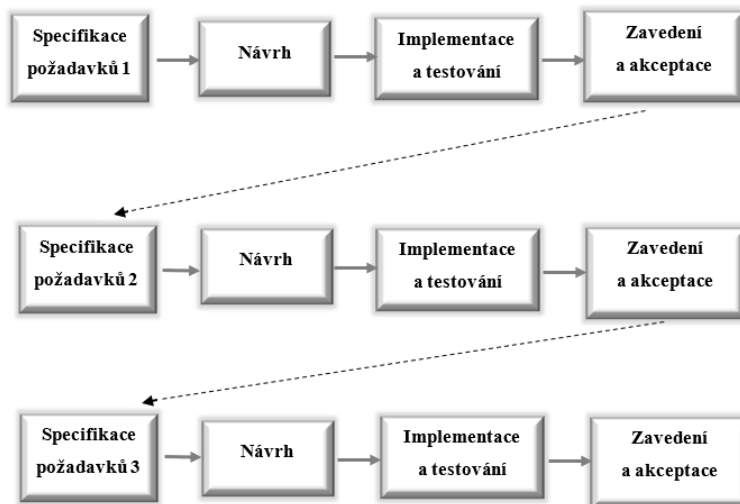 Specifikace
požadavků 1
Návrh
Implementace
a testování
Zavedení
a akceptace
Specifikace
požadavků 2
Návrh
Implementace
a testování
Zavedení
a akceptace
Specifikace
požadavků 3
Návrh
Implementace
a testování
Zavedení
a akceptace